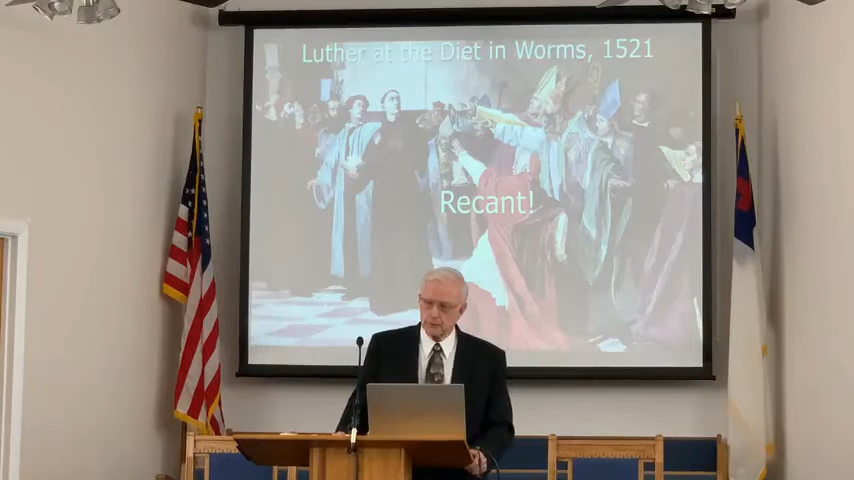 Luther at the Diet in Worms, 1521
Recant!